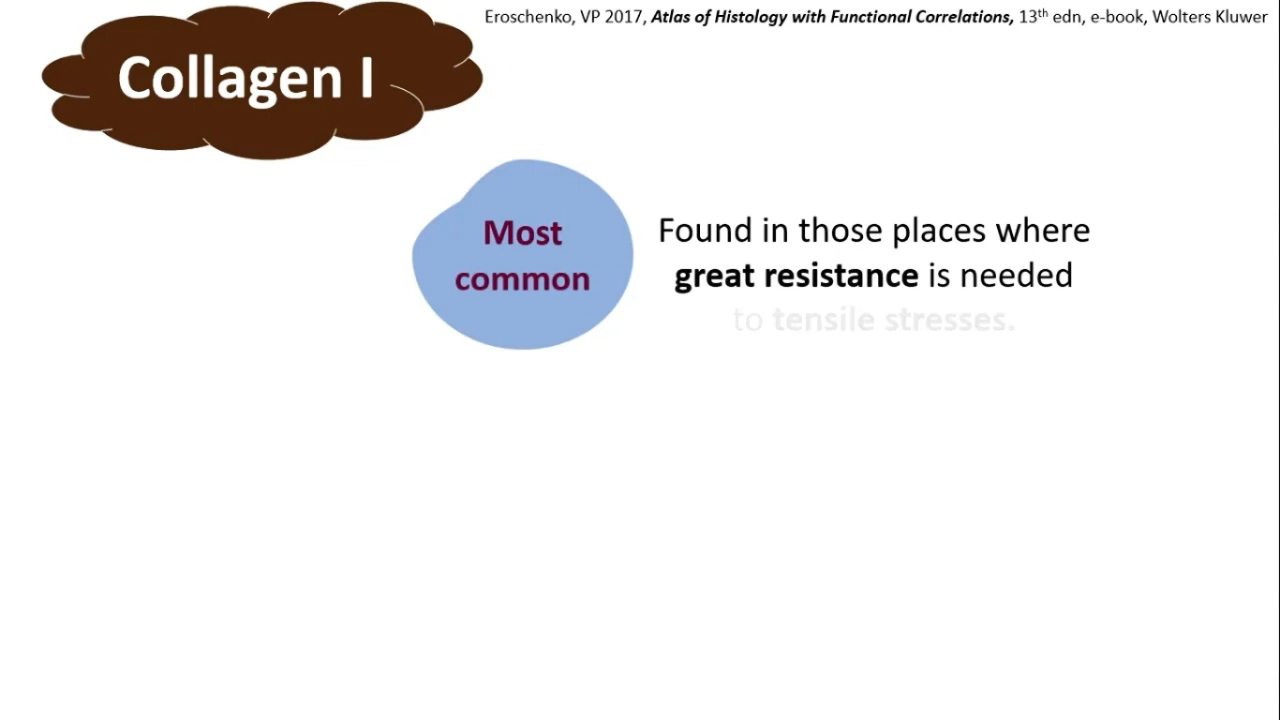 Eroschenko, VP 2017, Atlas of Histology with Functional Correlations, 13th edn, e-book, Wolters Kluwer
Collagen I
Most
common
Found in those places where
great resistance is needed
to tensile stresses.